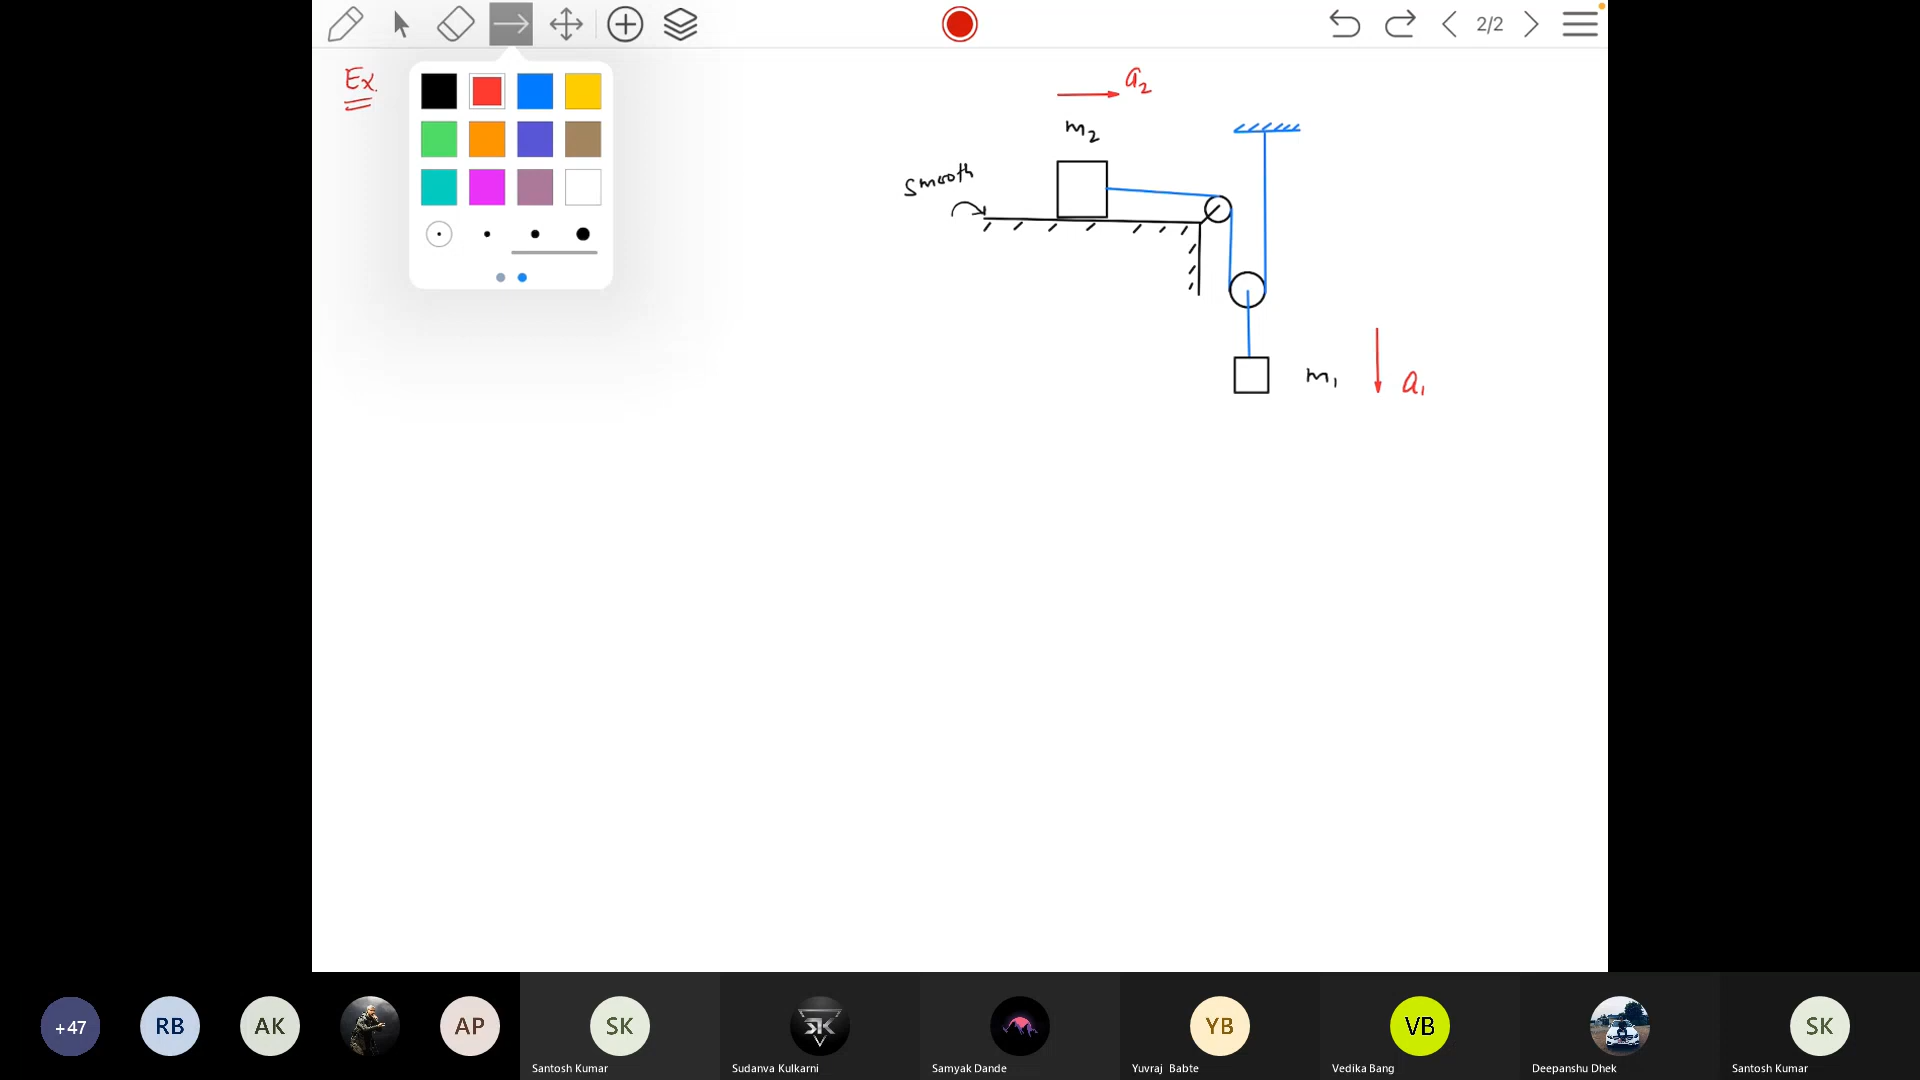 2/2
Ex.
a2
m2
Smooth
m1
a1
+47
RB
AK
AP
SK
SK
YB
VB
SK
Santosh Kumar
Sudanva Kulkarni
Samyak Dande
Yuvraj Babte
Vedika Bang
Deepanshu Dhek
Santosh Kumar